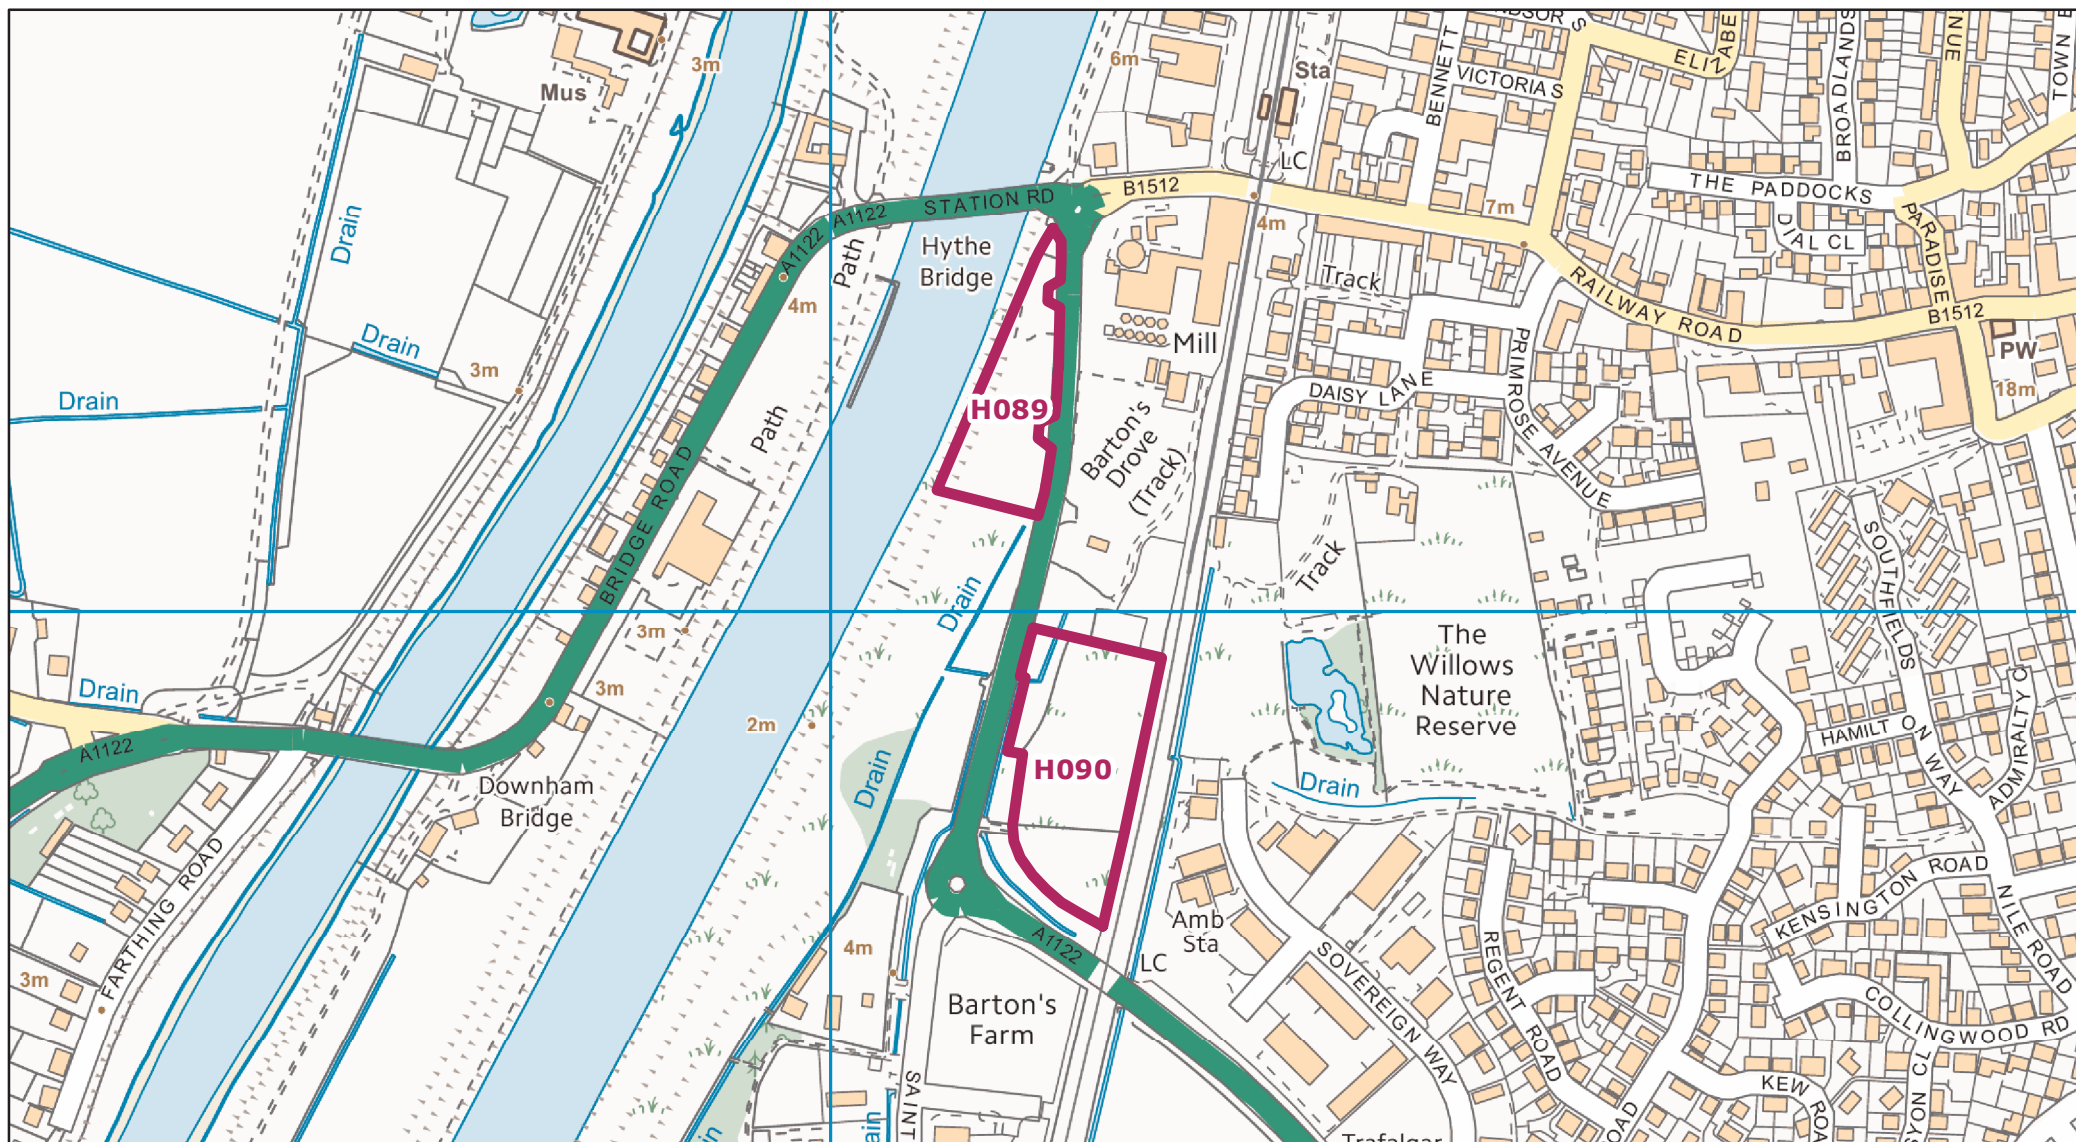 3m
Mus
6m
Sta
BENNETT
VICTORIA S
BROADLANDS
TOWN
LC
B1512
THE PADDOCKS
DIAL CL
PARADISE
STATION RD
A1122
A1122
4m
7m
Hythe
Bridge
Path
4m
Drain
Drain
3m
Drain
Track
RAILWAY ROAD
B1512
PW
18m
Mill
DAISY LANE
PRIMROSE AVENUE
H089
Barton's
Drove
(Track)
Path
BRIDGE ROAD
Track
SOUTHFIELDS
Drain
3m
3m
The
Willows
Nature
Reserve
Drain
A1122
2m
Drain
H090
Downham
Bridge
Drain
HAMILTON WAY
ADMIRALTY C
FARTHING ROAD
KENSINGTON ROAD
NILE ROAD
Amb
Sta
A1122
LC
4m
3m
SOVEREIGN WAY
REGENT ROAD
COLLINGWOOD RD
Barton's
Farm
SAINT
KEW ROA
Trafalgar